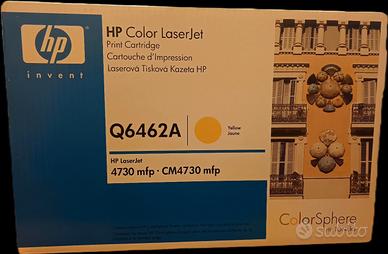 hp
invent
HP Color LaserJet
Print Cartridge
Cartouche d'Impression
Laserová Tisková Kazeta HP
Q6462A
Yellow
Jaune
HP LaserJet
4730 mfp · CM4730 mfp
ColorSphere
subito